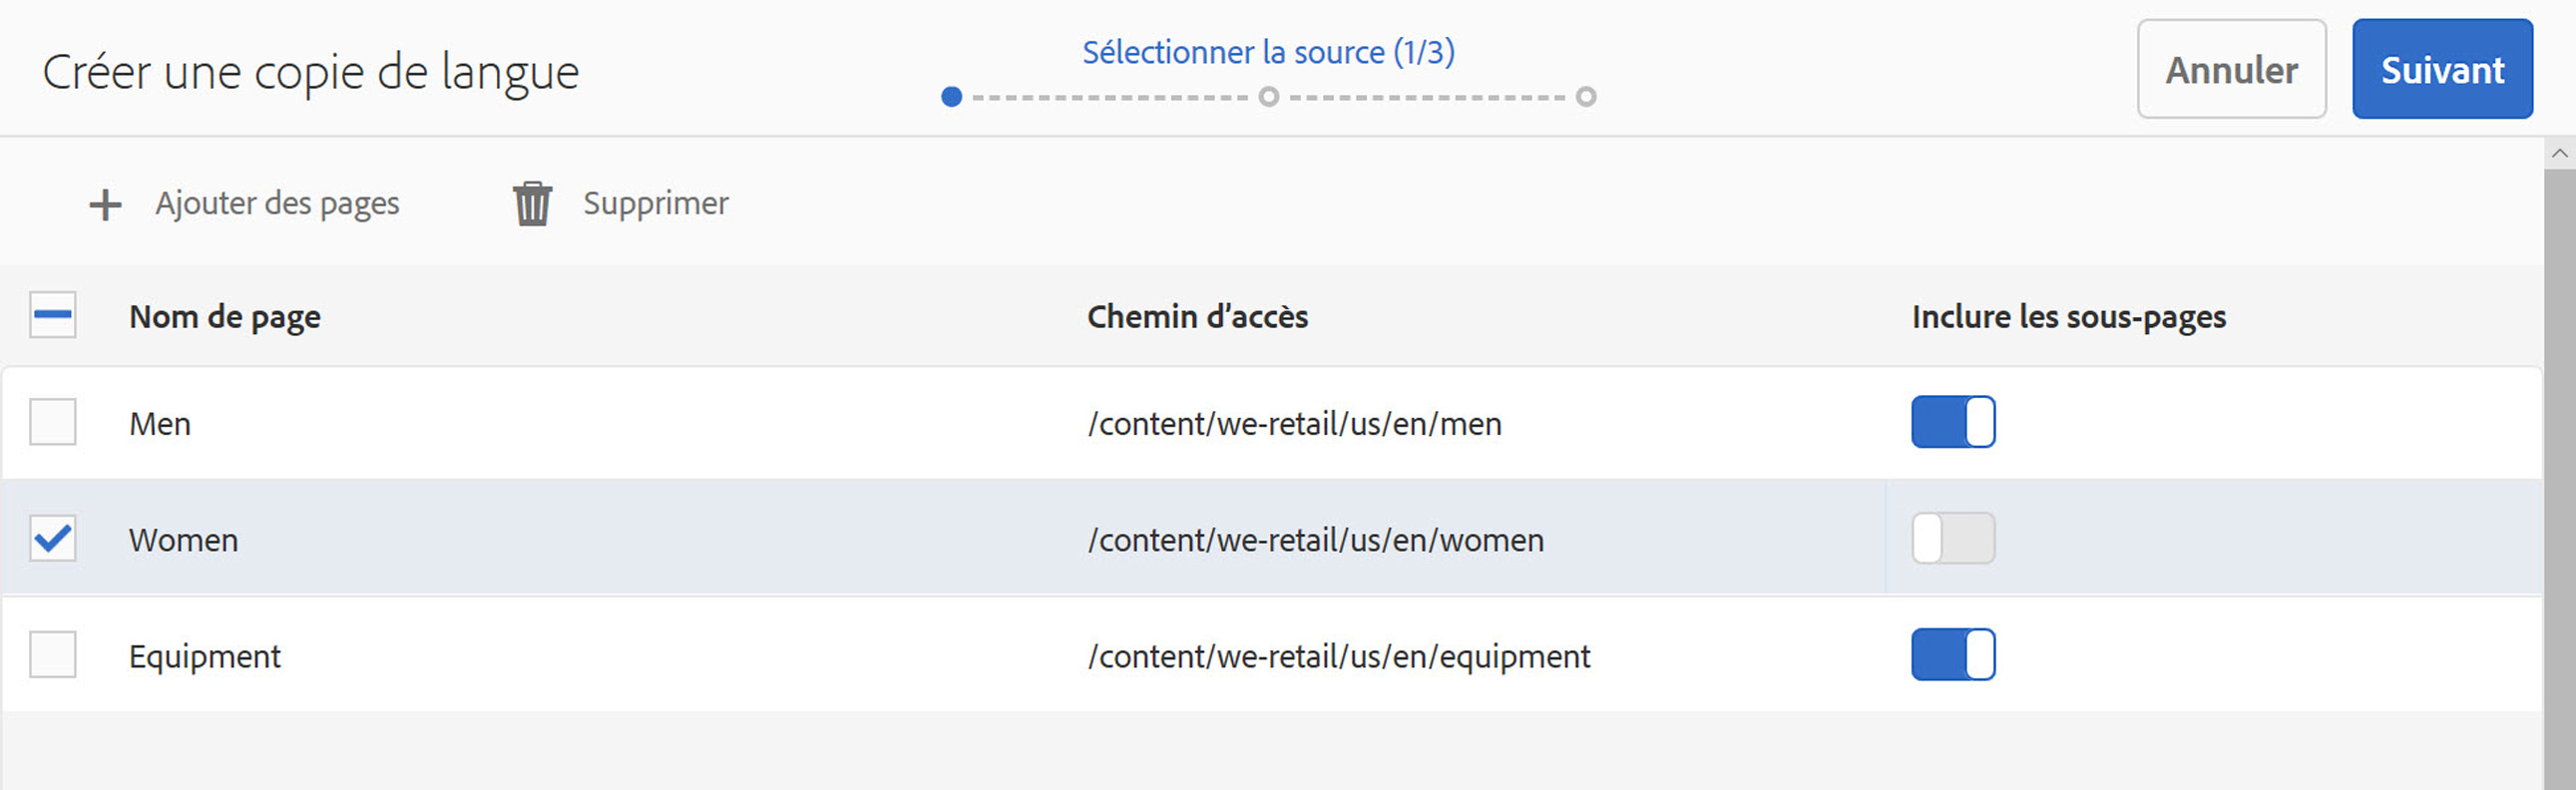 Créer une copie de langue
Sélectionner la source (1/3)
Annuler
Suivant
Ajouter des pages
Supprimer
Nom de page
Chemin d’accès
Inclure les sous-pages
Men
/content/we-retail/us/en/men
Women
/content/we-retail/us/en/women
Equipment
/content/we-retail/us/en/equipment